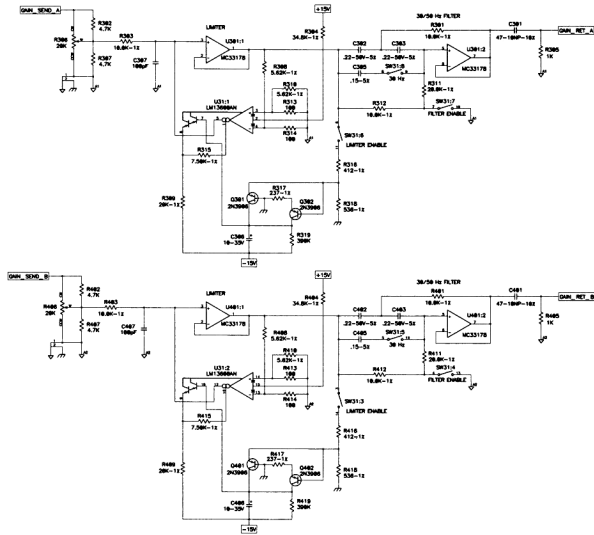 GAIN_SEND_A
R306
20K
CW
CCW
R302
4.7K
R307
4.7K
R303
10.0K-1%
C307
100pF
LIMITER
U301:1
MC33178
+15V
R304
34.8K-1%
R308
5.62K-1%
R310
5.62K-1%
R313
100
R314
100
U31:1
LM13600AN
R315
7.50K-1%
R309
20K-1%
Q301
2N3906
R317
237-1%
Q302
2N3906
C306
10-35V
R319
390K
-15V
30/50 Hz FILTER
R301
10.0K-1%
C302
.22-50V-5%
C303
.22-50V-5%
C305
.15-5%
SW31:8
30 Hz
U301:2
MC33178
C301
47-10NP-10%
GAIN_RET_A
R305
1K
R311
20.0K-1%
R312
10.0K-1%
SW31:7
FILTER ENABLE
SW31:6
LIMITER ENABLE
R316
412-1%
R318
536-1%
GAIN_SEND_B
R406
20K
CW
CCW
R402
4.7K
R407
4.7K
R403
10.0K-1%
C407
100pF
LIMITER
U401:1
MC33178
+15V
R404
34.8K-1%
R408
5.62K-1%
R410
5.62K-1%
R413
100
R414
100
U31:2
LM13600AN
R415
7.50K-1%
R409
20K-1%
Q401
2N3906
R417
237-1%
Q402
2N3906
C406
10-35V
R419
390K
-15V
30/50 Hz FILTER
R401
10.0K-1%
C402
.22-50V-5%
C403
.22-50V-5%
C405
.15-5%
SW31:5
30 Hz
U401:2
MC33178
C401
47-10NP-10%
GAIN_RET_B
R405
1K
R411
20.0K-1%
R412
10.0K-1%
SW31:4
FILTER ENABLE
SW31:3
LIMITER ENABLE
R416
412-1%
R418
536-1%